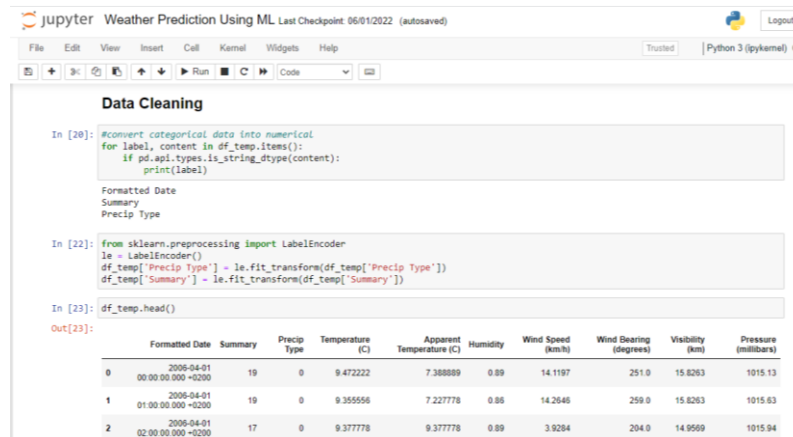 jupyter Weather Prediction Using ML Last Checkpoint: 06/01/2022 (autosaved)
Logout
File Edit View Insert Cell Kernel Widgets Help
Trusted Python 3 (ipykernel)
Run Code
Data Cleaning
In [20]: #convert categorical data into numerical
for label, content in df_temp.items():
if pd.api.types.is_string_dtype(content):
print(label)
Formatted Date
Summary
Precip Type
In [22]: from sklearn.preprocessing import LabelEncoder
le = LabelEncoder()
df_temp['Precip Type'] = le.fit_transform(df_temp['Precip Type'])
df_temp['Summary'] = le.fit_transform(df_temp['Summary'])
In [23]: df_temp.head()
Out[23]:
Formatted Date Summary Precip Type Temperature (C) Apparent Temperature (C) Humidity Wind Speed (km/h) Wind Bearing (degrees) Visibility (km) Pressure (millibars)
0 2006-04-01 00:00:00.000 +0200 19 0 9.472222 7.388889 0.89 14.1197 251.0 15.8263 1015.13
1 2006-04-01 01:00:00.000 +0200 19 0 9.355556 7.227778 0.86 14.2646 259.0 15.8263 1015.63
2 2006-04-01 02:00:00.000 +0200 17 0 9.377778 9.377778 0.89 3.9284 204.0 14.9569 1015.94